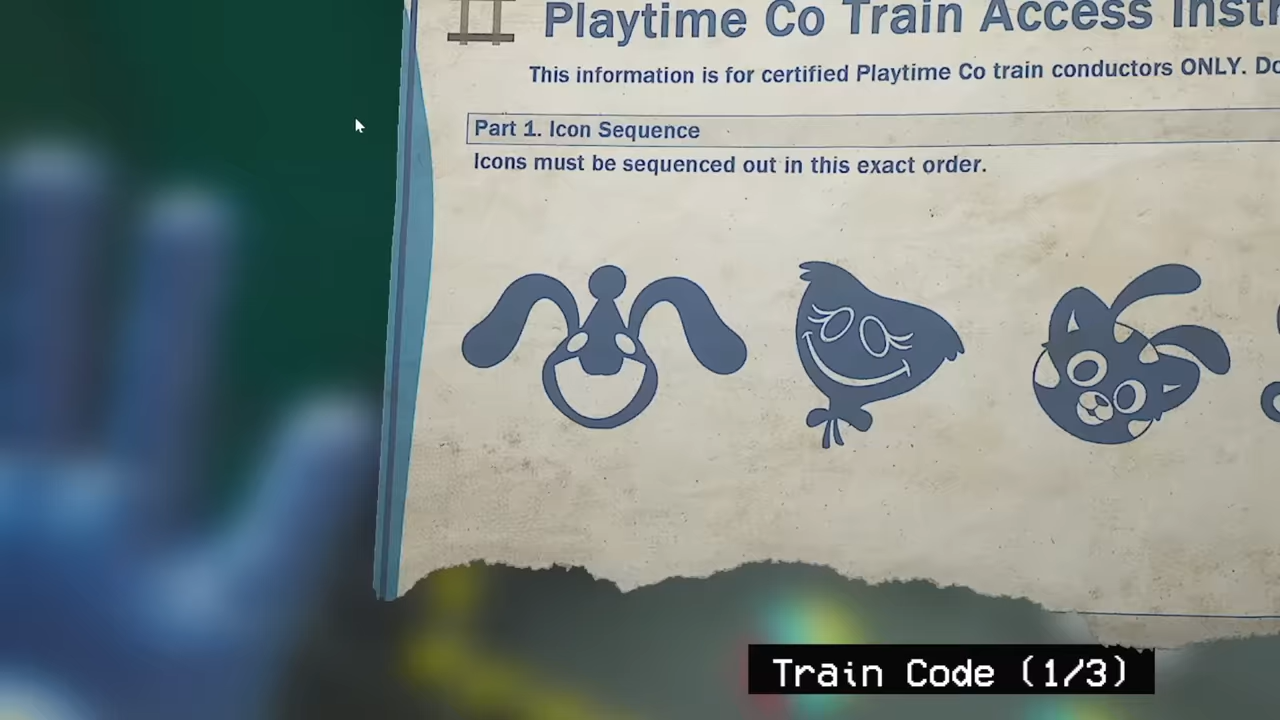 Playtime Co Train Access
This information is for certified Playtime Co train conductors ONLY.
Part 1. Icon Sequence
Icons must be sequenced out in this exact order.
Train Code (1/3)